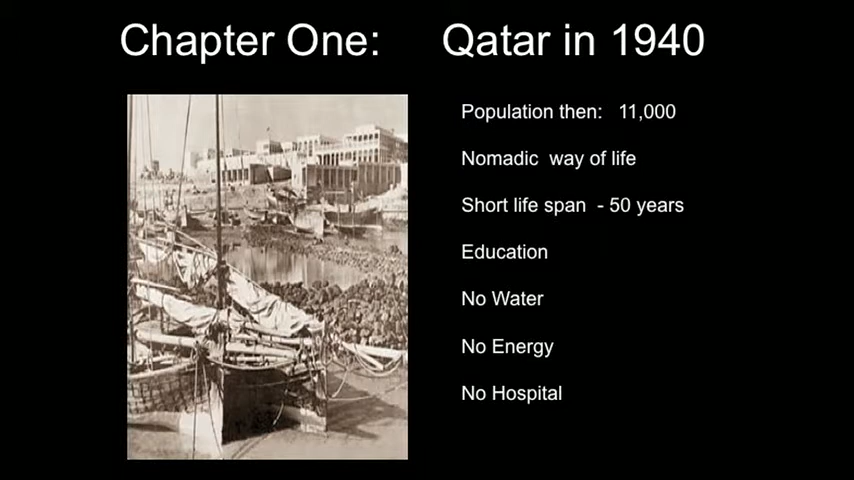 Chapter One: Qatar in 1940
Population then: 11,000
Nomadic way of life
Short life span - 50 years
Education
No Water
No Energy
No Hospital